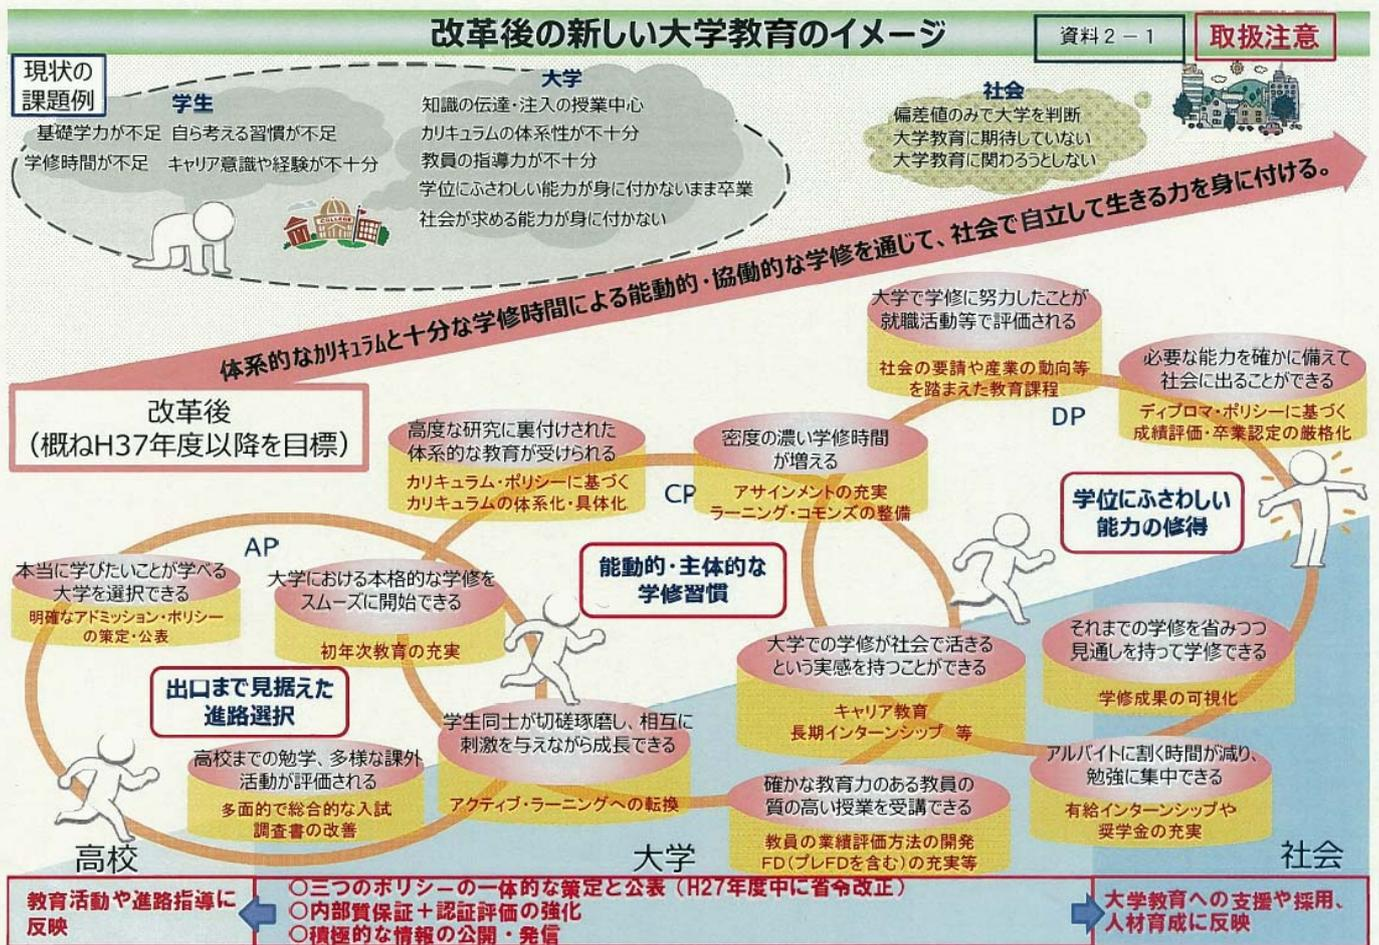 改革後の新しい大学教育のイメージ
資料2－1
取扱注意
現状の
課題例
学生
基礎学力が不足 自ら考える習慣が不足
学修時間が不足 キャリア意識や経験が不十分
大学
知識の伝達・注入の授業中心
カリキュラムの体系性が不十分
教員の指導力が不十分
学位にふさわしい能力が身に付かないまま卒業
社会が求める能力が身に付かない
COLLEGE
社会
偏差値のみで大学を判断
大学教育に期待していない
大学教育に関わろうとしない
体系的なカリキュラムと十分な学修時間による能動的・協働的な学修を通じて、社会で自立して生きる力を身に付ける。
改革後
（概ねH37年度以降を目標）
大学で学修に努力したことが
就職活動等で評価される
社会の要請や産業の動向等
を踏まえた教育課程
必要な能力を確かに備えて
社会に出ることができる
ディプロマ・ポリシーに基づく
成績評価・卒業認定の厳格化
DP
高度な研究に裏付けされた
体系的な教育が受けられる
カリキュラム・ポリシーに基づく
カリキュラムの体系化・具体化
CP
密度の濃い学修時間
が増える
アサインメントの充実
ラーニング・コモンズの整備
学位にふさわしい
能力の修得
AP
本当に学びたいことが学べる
大学を選択できる
明確なアドミッション・ポリシー
の策定・公表
大学における本格的な学修を
スムーズに開始できる
初年次教育の充実
能動的・主体的な
学修習慣
大学での学修が社会で活きる
という実感を持つことができる
キャリア教育
長期インターンシップ 等
それまでの学修を省みつつ
見通しを持って学修できる
学修成果の可視化
出口まで見据えた
進路選択
学生同士が切磋琢磨し、相互に
刺激を与えながら成長できる
アクティブ・ラーニングへの転換
高校までの勉学、多様な課外
活動が評価される
多面的で総合的な入試
調査書の改善
確かな教育力のある教員の
質の高い授業を受講できる
教員の業績評価方法の開発
FD（プレFDを含む）の充実等
アルバイトに割く時間が減り、
勉強に集中できる
有給インターンシップや
奨学金の充実
高校
大学
社会
教育活動や進路指導に
反映
○三つのポリシーの一体的な策定と公表（H27年度中に省令改正）
○内部質保証＋認証評価の強化
○積極的な情報の公開・発信
大学教育への支援や採用、
人材育成に反映